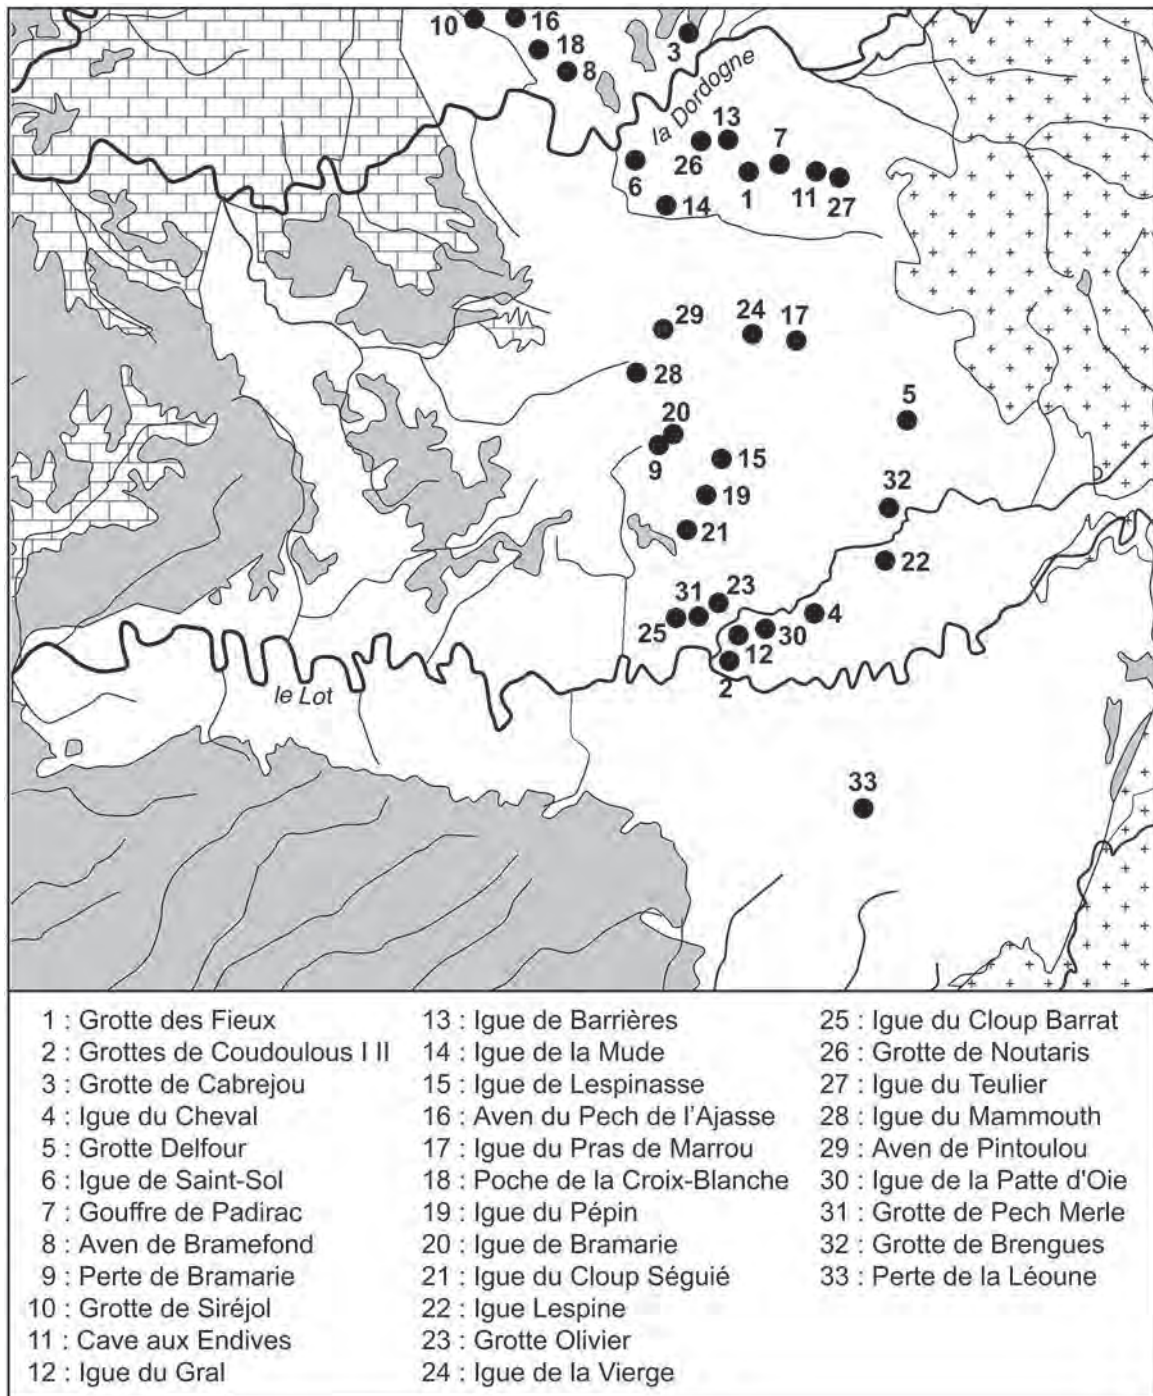 10
16
3
18
8
la Dordogne
13
7
26
6
1
11
27
14
29
24
17
28
5
20
9
15
32
19
21
22
23
31
4
25
30
12
2
le Lot
33
1 : Grotte des Fieux
2 : Grottes de Coudoulous I II
3 : Grotte de Cabrejou
4 : Igue du Cheval
5 : Grotte Delfour
6 : Igue de Saint-Sol
7 : Gouffre de Padirac
8 : Aven de Bramefond
9 : Perte de Bramarie
10 : Grotte de Siréjol
11 : Cave aux Endives
12 : Igue du Gral
13 : Igue de Barrières
14 : Igue de la Mude
15 : Igue de Lespinasse
16 : Aven du Pech de l'Ajasse
17 : Igue du Pras de Marrou
18 : Poche de la Croix-Blanche
19 : Igue du Pépin
20 : Igue de Bramarie
21 : Igue du Cloup Séguié
22 : Igue Lespine
23 : Grotte Olivier
24 : Igue de la Vierge
25 : Igue du Cloup Barrat
26 : Grotte de Noutaris
27 : Igue du Teulier
28 : Igue du Mammouth
29 : Aven de Pintoulou
30 : Igue de la Patte d'Oie
31 : Grotte de Pech Merle
32 : Grotte de Brengues
33 : Perte de la Léoune